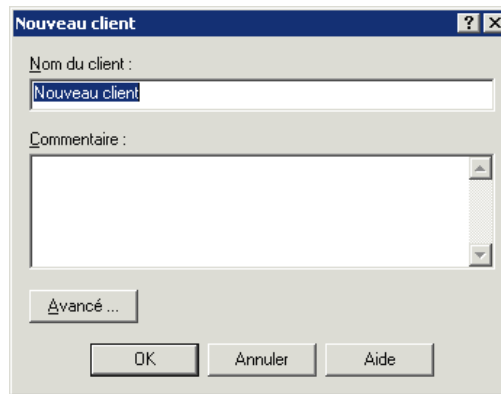 Nouveau client
Nom du client :
Nouveau client
Commentaire :
Avancé ...
OK Annuler Aide